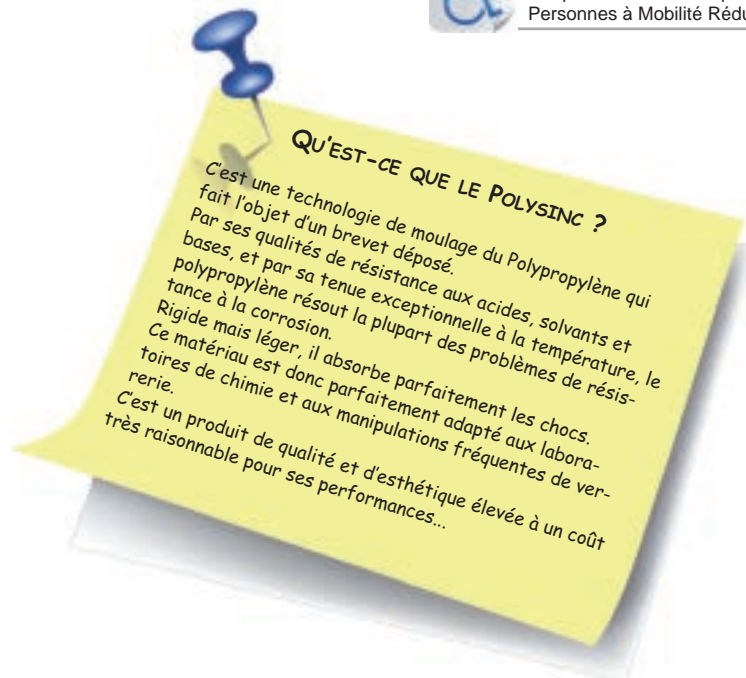 Personnes à Mobilité Rédu
Qu'est-ce que le Polysinc ?
C'est une technologie de moulage du Polypropylène qui
fait l'objet d'un brevet déposé.
Par ses qualités de résistance aux acides, solvants et
bases, et par sa tenue exceptionnelle à la température, le
polypropylène résout la plupart des problèmes de résis-
tance à la corrosion.
Rigide mais léger, il absorbe parfaitement les chocs.
Ce matériau est donc parfaitement adapté aux labora-
toires de chimie et aux manipulations fréquentes de ver-
rerie.
C'est un produit de qualité et d'esthétique élevée à un coût
très raisonnable pour ses performances...